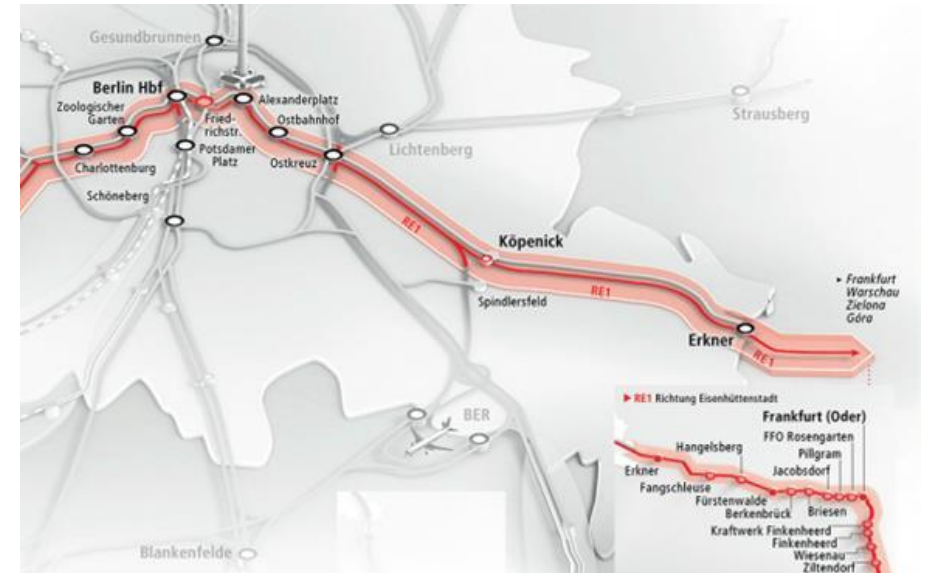 Gesundbrunnen
Berlin Hbf
Zoologischer
Garten
Fried-
richstr.
Alexanderplatz
Ostbahnhof
Strausberg
Potsdamer
Platz
Ostkreuz
Lichtenberg
Charlottenburg
Schöneberg
RE1
Köpenick
RE1
Spindlersfeld
▸ Frankfurt
Warschau
Zielona
Góra
Erkner
RE1
BER
▶ RE1 Richtung Eisenhüttenstadt
Frankfurt (Oder)
FFO Rosengarten
Hangelsberg
Pillgram
Jacobsdorf
Erkner
Fangschleuse
Fürstenwalde
Berkenbrück
Briesen
Kraftwerk Finkenheerd
Finkenheerd
Wiesenau
Ziltendorf
Blankenfelde